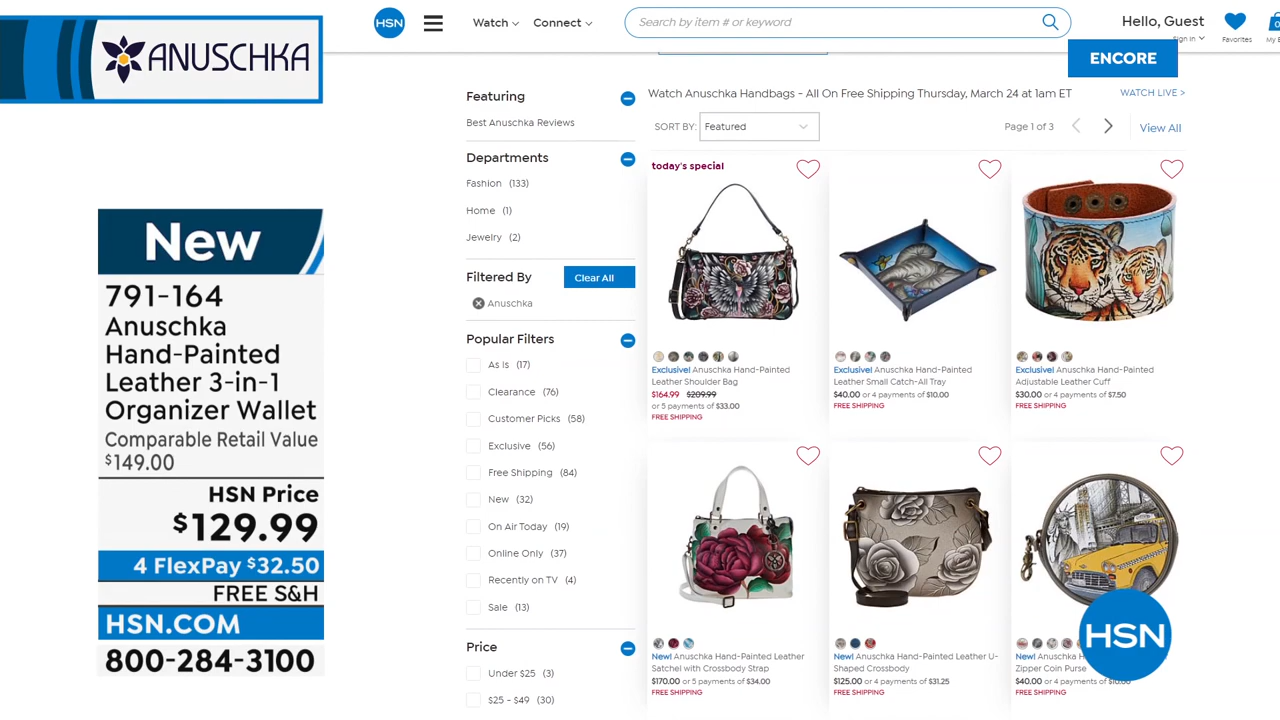 ANUSCHKA
New
791-164
Anuschka
Hand-Painted
Leather 3-in-1
Organizer Wallet
Comparable Retail Value
$149.00
HSN Price
$129.99
4 FlexPay $32.50
FREE S&H
HSN.COM
800-284-3100
HSN
Watch
Connect
Search by item # or keyword
Hello, Guest
Sign In
Favorites
0
ENCORE
Featuring
Best Anuschka Reviews
Departments
Fashion (133)
Home (1)
Jewelry (2)
Filtered By
Clear All
Anuschka
Popular Filters
As Is (17)
Clearance (76)
Customer Picks (58)
Exclusive (56)
Free Shipping (84)
New (32)
On Air Today (19)
Online Only (37)
Recently on TV (4)
Sale (13)
Price
Under $25 (3)
$25 - $49 (30)
Watch Anuschka Handbags - All On Free Shipping Thursday, March 24 at 1am ET
WATCH LIVE >
SORT BY: Featured
Page 1 of 3
View All
today's special
Exclusive! Anuschka Hand-Painted
Leather Shoulder Bag
$164.99 $209.99
or 5 payments of $33.00
FREE SHIPPING
Exclusive! Anuschka Hand-Painted
Leather Small Catch-All Tray
$40.00 or 4 payments of $10.00
FREE SHIPPING
Exclusive! Anuschka Hand-Painted
Adjustable Leather Cuff
$30.00 or 4 payments of $7.50
FREE SHIPPING
New! Anuschka Hand-Painted Leather
Satchel with Crossbody Strap
$170.00 or 5 payments of $34.00
FREE SHIPPING
New! Anuschka Hand-Painted Leather U-
Shaped Crossbody
$125.00 or 4 payments of $31.25
FREE SHIPPING
New! Anuschka
Zipper Coin Purse
$40.00 or 4 payments of $10.00
FREE SHIPPING
HSN